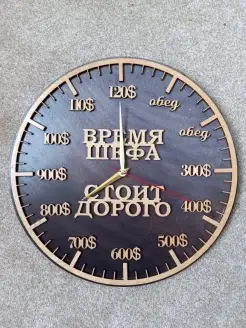 120$
обед
обед
300$
400$
500$
600$
700$
800$
900$
100$
110$
ВРЕМЯ
ШЕФА
СТОИТ
ДОРОГО